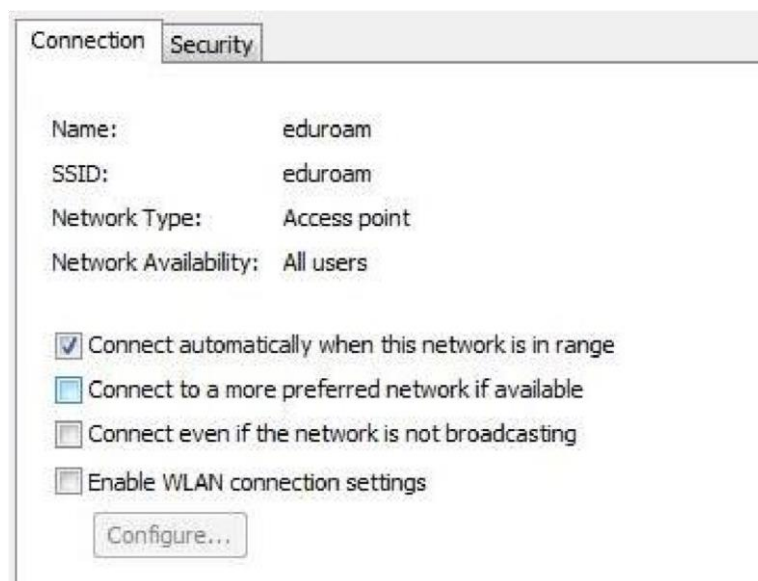 Connection Security
Name: eduroam
SSID: eduroam
Network Type: Access point
Network Availability: All users
Connect automatically when this network is in range
Connect to a more preferred network if available
Connect even if the network is not broadcasting
Enable WLAN connection settings
Configure...